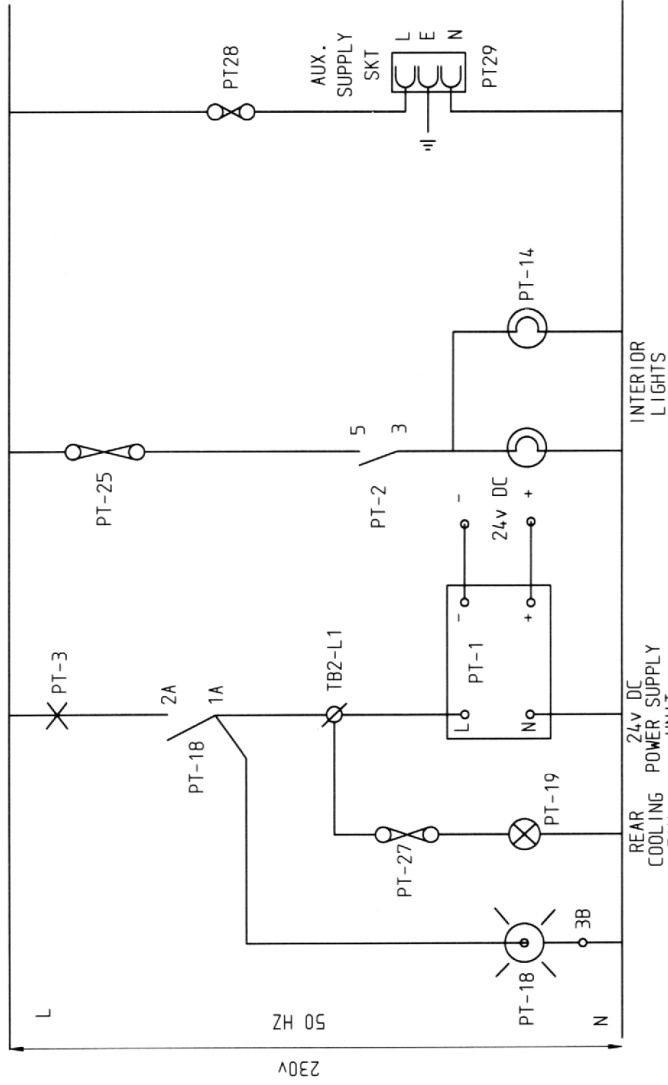 L
50 HZ
230v
N
PT-18
3B
PT-3
2A
1A
PT-18
TB2-L1
PT-27
PT-19
REAR
COOLING
L
N
PT-1
-
+
-
24v DC
+
24v DC
POWER SUPPLY
PT-25
5
3
PT-2
PT-14
INTERIOR
LIGHTS
PT28
AUX.
SUPPLY
SKT
L
E
N
PT29